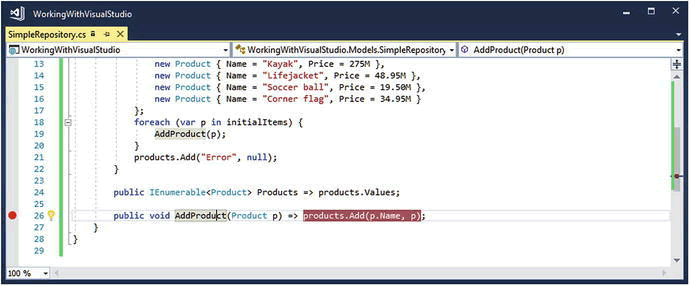 WorkingWithVisualStudio
SimpleRepository.cs
WorkingWithVisualStudio
WorkingWithVisualStudio.Models.SimpleRepository
AddProduct(Product p)
13 new Product { Name = "Kayak", Price = 275M },
14 new Product { Name = "Lifejacket", Price = 48.95M },
15 new Product { Name = "Soccer ball", Price = 19.50M },
16 new Product { Name = "Corner flag", Price = 34.95M }
17 };
18 foreach (var p in initialItems) {
19 AddProduct(p);
20 }
21 products.Add("Error", null);
22 }
23
24 public IEnumerable<Product> Products => products.Values;
25
26 public void AddProduct(Product p) => products.Add(p.Name, p);
27 }
28 }
29
100 %